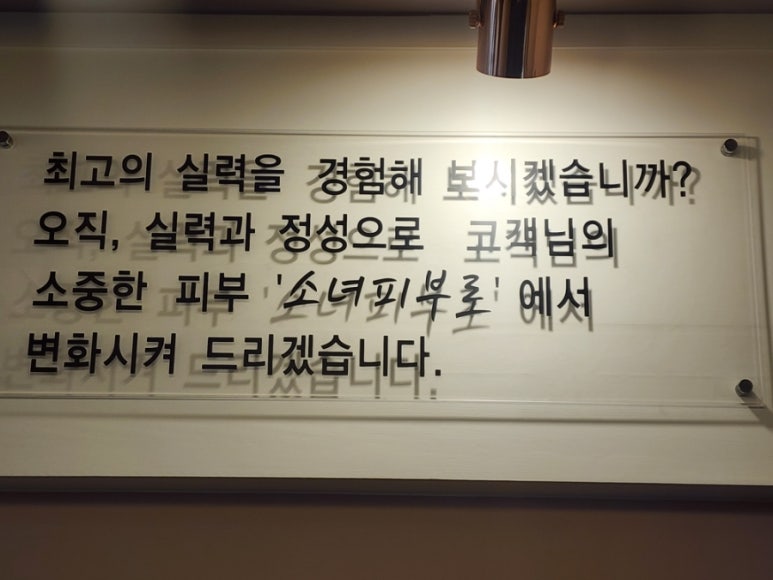 최고의 실력을 경험해 보시겠습니까?
오직, 실력과 정성으로 고객님의
소중한 피부 '소녀피부로' 에서
변화시켜 드리겠습니다.